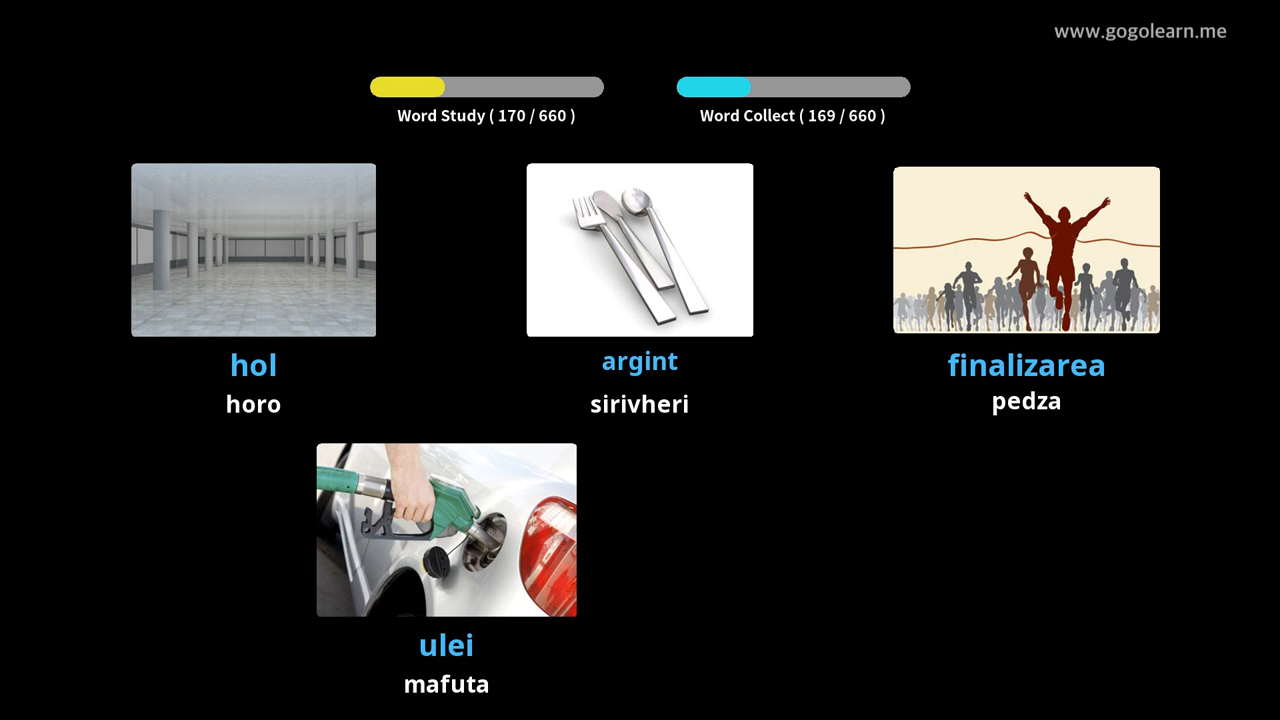 www.gogolearn.me
Word Study ( 170 / 660 )
Word Collect ( 169 / 660 )
hol
horo
argint
sirivheri
finalizarea
pedza
ulei
mafuta